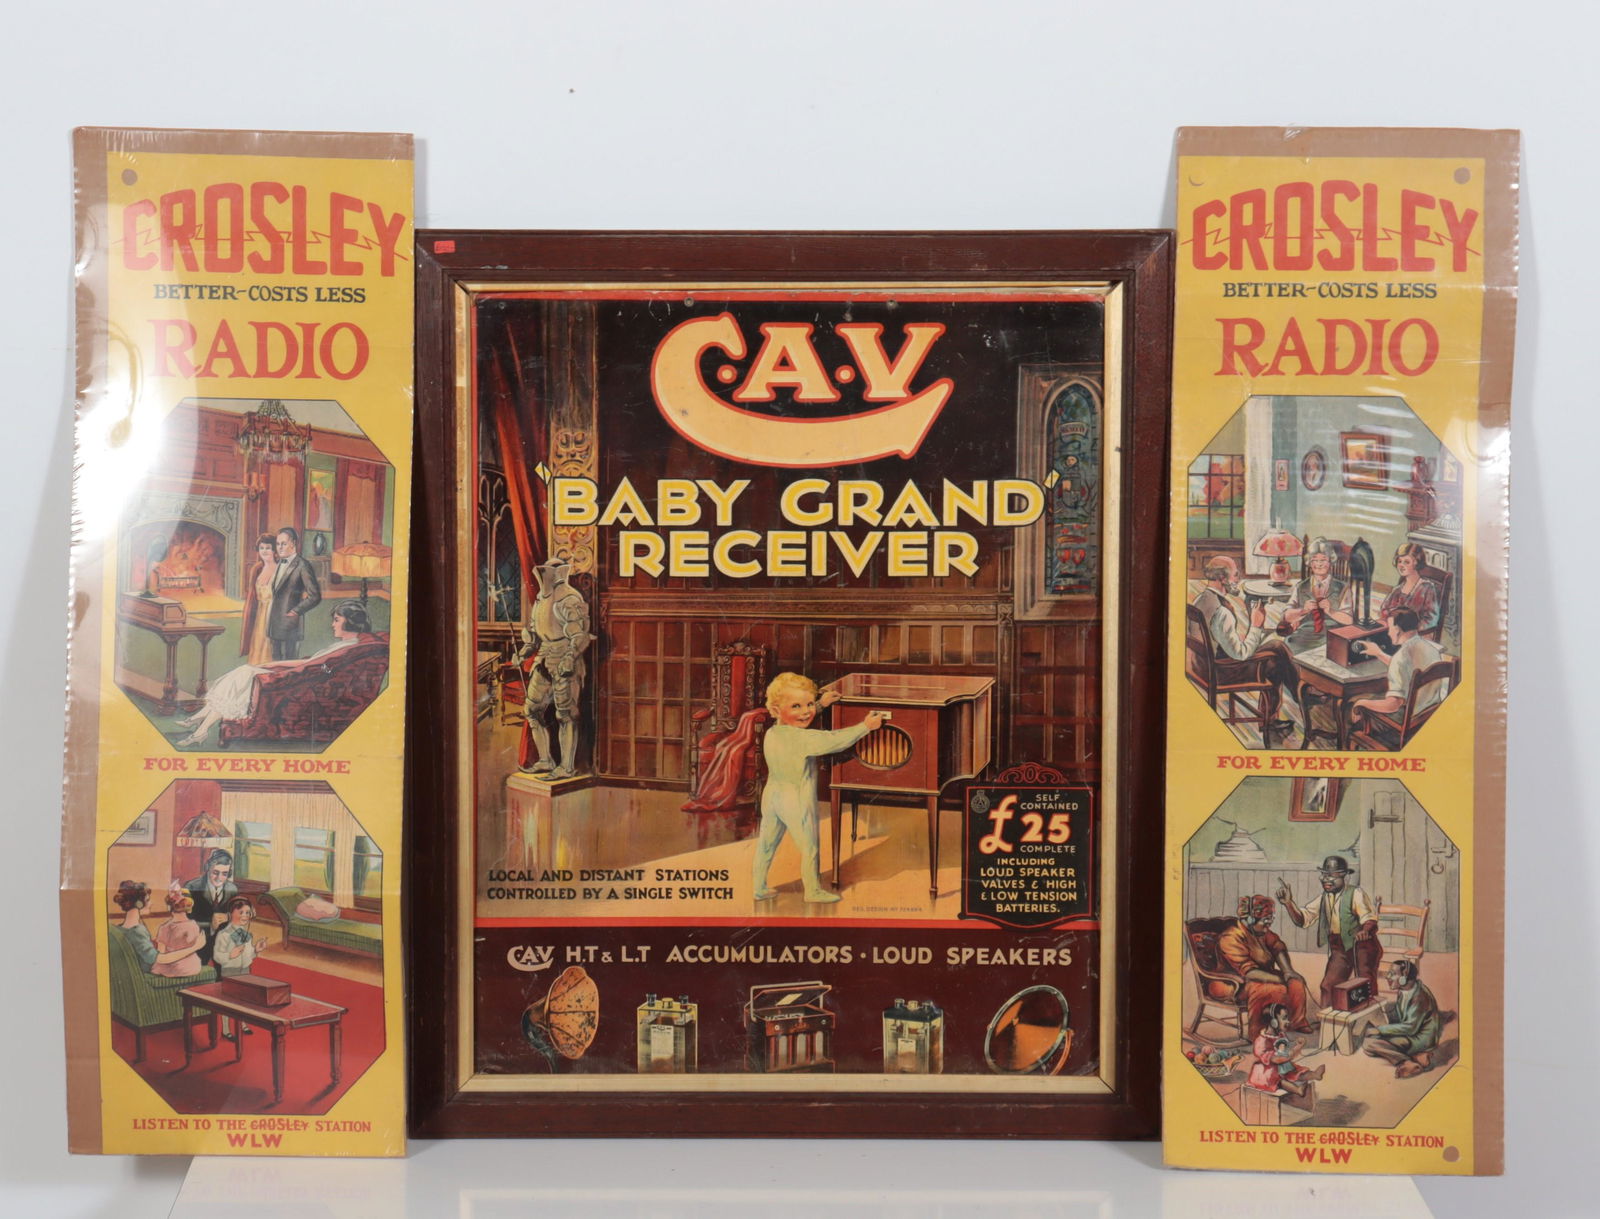 CROSLEY
BETTER-COSTS LESS
RADIO
FOR EVERY HOME
LISTEN TO THE CROSLEY STATION
WLW
C·A·V
'BABY GRAND'
RECEIVER
LOCAL AND DISTANT STATIONS
CONTROLLED BY A SINGLE SWITCH
SELF
CONTAINED
£25
COMPLETE
INCLUDING
LOUD SPEAKER
VALVES & HIGH
& LOW TENSION
BATTERIES.
C·A·V H.T & L.T ACCUMULATORS · LOUD SPEAKERS
CROSLEY
BETTER-COSTS LESS
RADIO
FOR EVERY HOME
LISTEN TO THE CROSLEY STATION
WLW